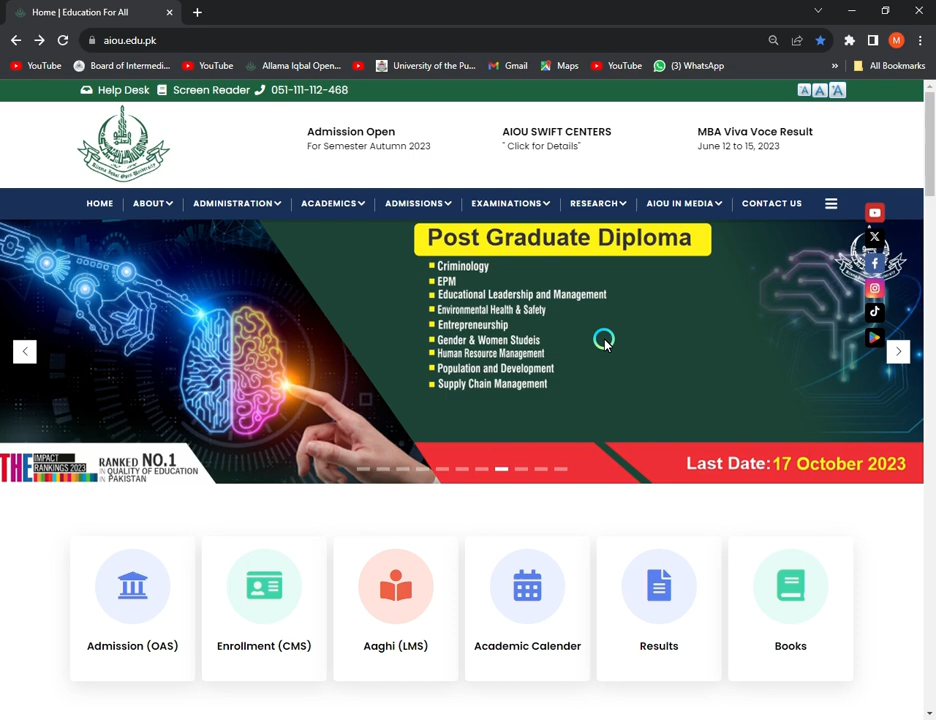 Home | Education For All
aiou.edu.pk
M
YouTube
Board of Intermedi...
YouTube
Allama Iqbal Open...
University of the Pu...
Gmail
Maps
YouTube
(3) WhatsApp
»
All Bookmarks
Help Desk
Screen Reader
051-111-112-468
A
A
A
Allama Iqbal Open University
Admission Open
For Semester Autumn 2023
AIOU SWIFT CENTERS
" Click for Details"
MBA Viva Voce Result
June 12 to 15, 2023
HOME
ABOUT
ADMINISTRATION
ACADEMICS
ADMISSIONS
EXAMINATIONS
RESEARCH
AIOU IN MEDIA
CONTACT US
Post Graduate Diploma
Criminology
EPM
Educational Leadership and Management
Environmental Health & Safety
Entrepreneurship
Gender & Women Studeis
Human Resource Management
Population and Development
Supply Chain Management
THE IMPACT
RANKINGS 2023
RANKED NO.1
IN QUALITY OF EDUCATION
IN PAKISTAN
Last Date: 17 October 2023
Admission (OAS)
Enrollment (CMS)
Aaghi (LMS)
Academic Calender
Results
Books